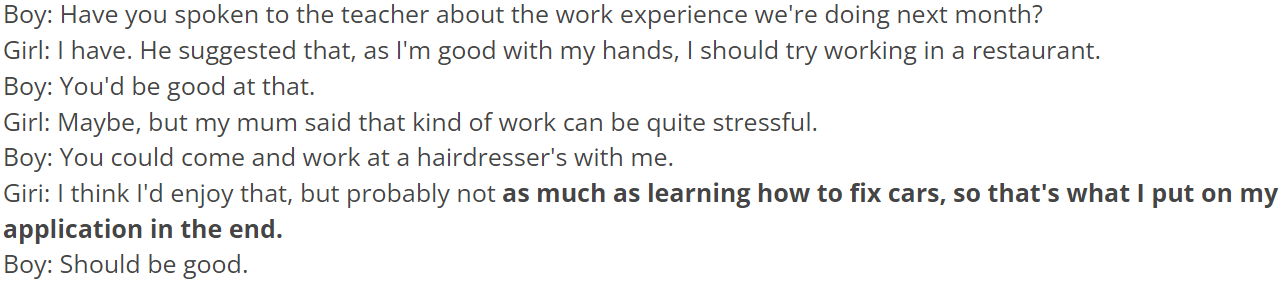 Boy: Have you spoken to the teacher about the work experience we're doing next month?
Girl: I have. He suggested that, as I'm good with my hands, I should try working in a restaurant.
Boy: You'd be good at that.
Girl: Maybe, but my mum said that kind of work can be quite stressful.
Boy: You could come and work at a hairdresser's with me.
Giri: I think I'd enjoy that, but probably not as much as learning how to fix cars, so that's what I put on my
application in the end.
Boy: Should be good.